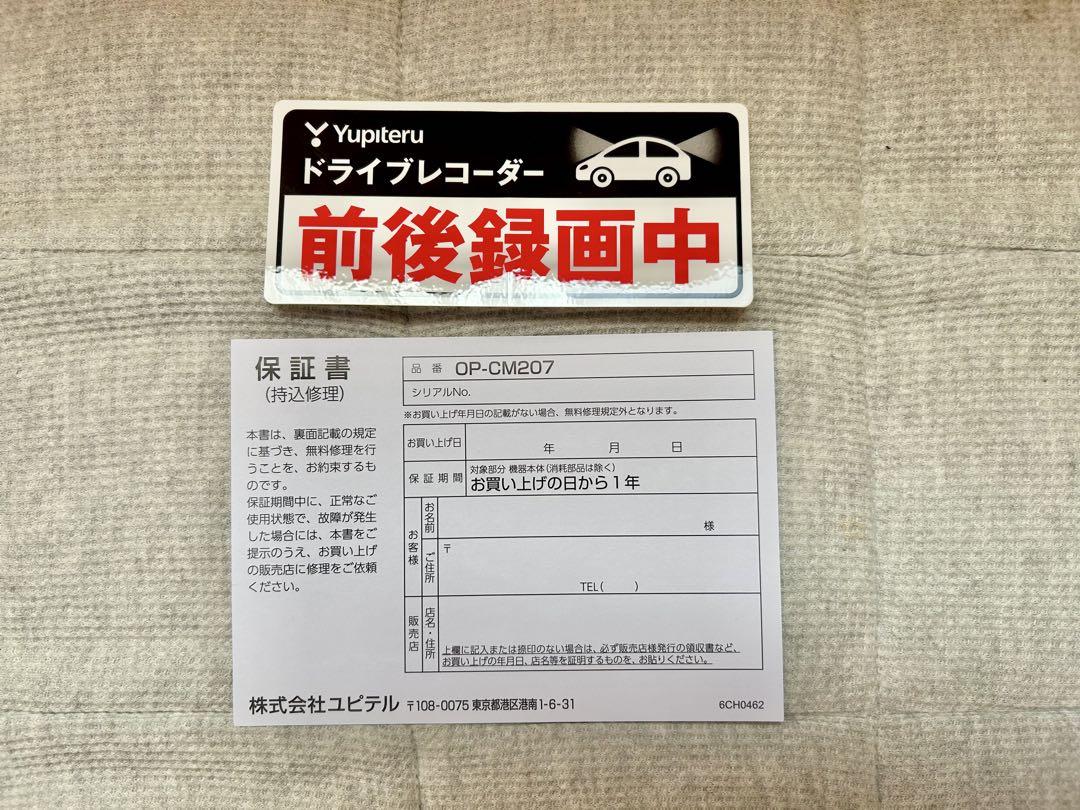 Yupiteru
ドライブレコーダー
前後録画中
保証書
(持込修理)
本書は、裏面記載の規定
に基づき、無料修理を行
うことを、お約束するも
のです。
保証期間中に、正常なご
使用状態で、故障が発生
した場合には、本書をご
提示のうえ、お買い上げ
の販売店に修理をご依頼
ください。
品番 OP-CM207
シリアルNo.
※お買い上げ年月日の記載がない場合、無料修理規定外となります。
お買い上げ日 年 月 日
保証期間 対象部分 機器本体(消耗部品は除く)
お買い上げの日から1年
お客様
お名前 様
ご住所 〒
TEL( )
販売店
店名・住所
上欄に記入または捺印のない場合は、必ず販売店様発行の領収書など、
お買い上げの年月日、店名等を証明するものを、お貼りください。
株式会社ユピテル 〒108-0075 東京都港区港南1-6-31
6CH0462